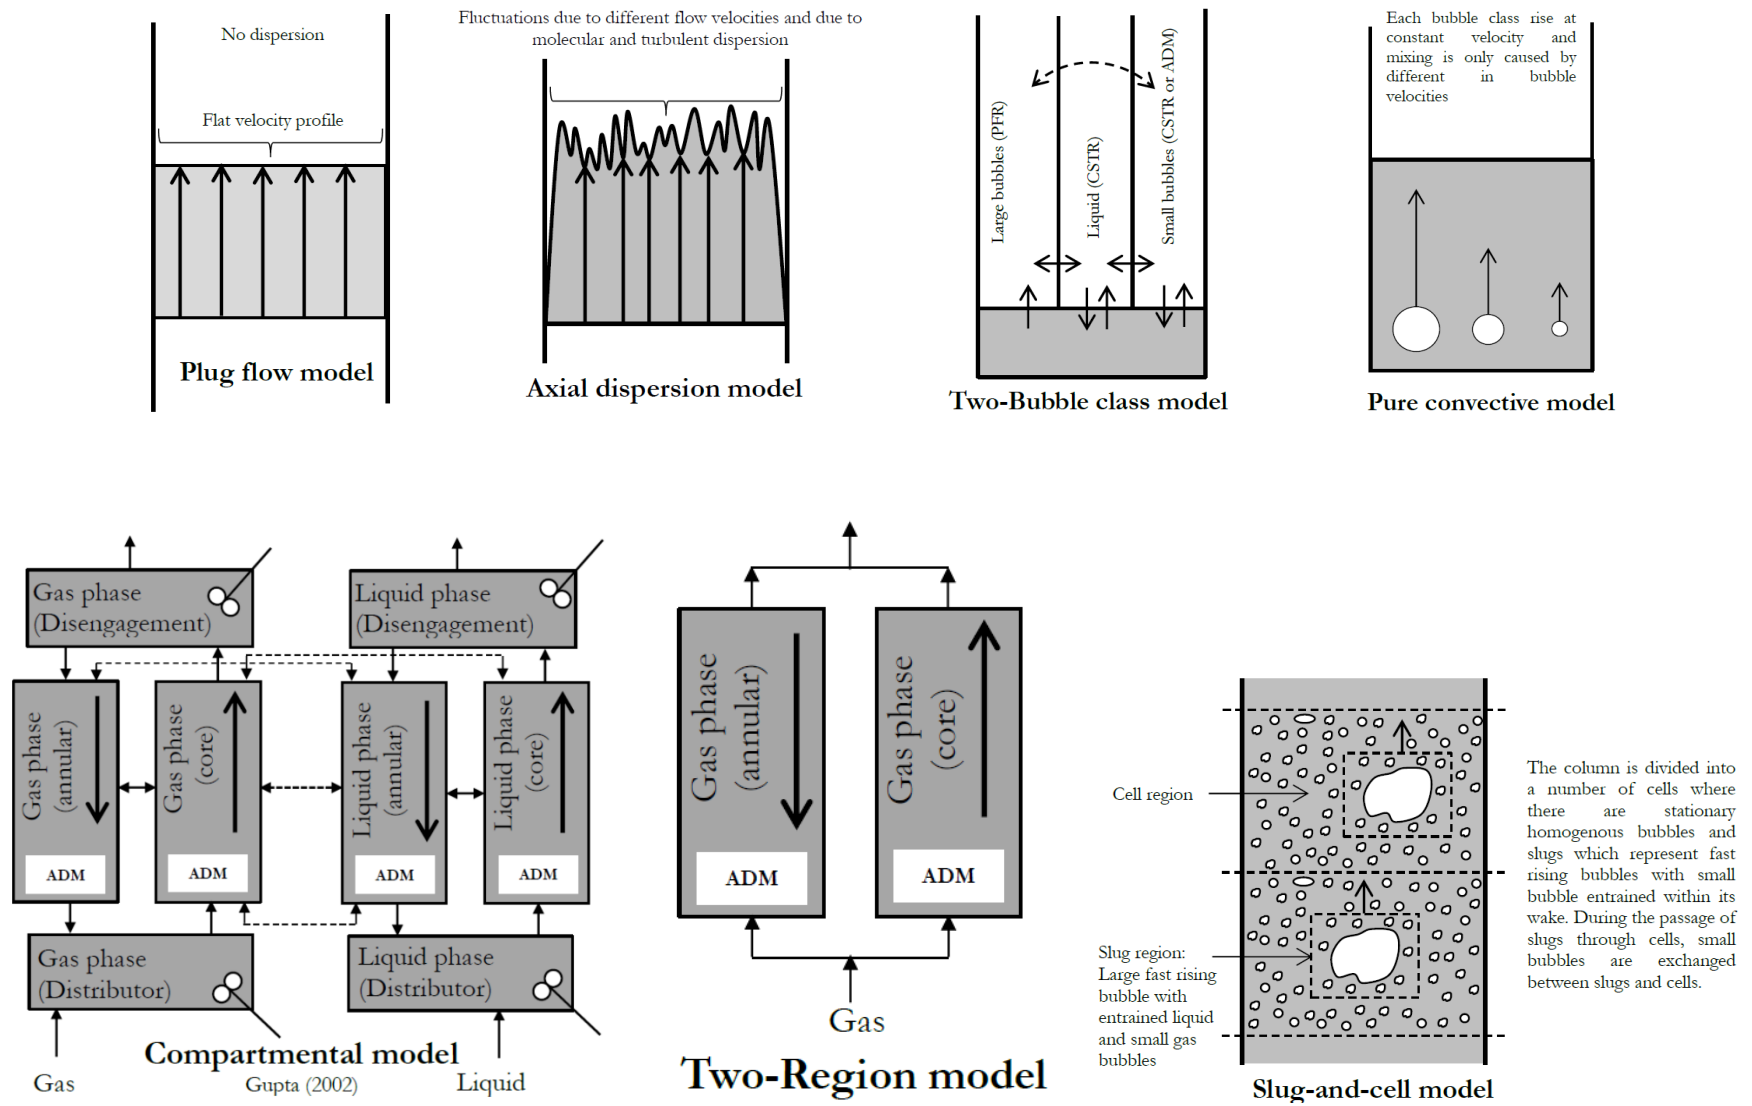 No dispersion
Flat velocity profile
Plug flow model
Fluctuations due to different flow velocities and due to
molecular and turbulent dispersion
Axial dispersion model
Large bubbles (PFR)
Liquid (CSTR)
Small bubbles (CSTR or ADM)
Two-Bubble class model
Each bubble class rise at
constant velocity and
mixing is only caused by
different in bubble
velocities
Pure convective model
Gas phase
(Disengagement)
Liquid phase
(Disengagement)
Gas phase
(annular)
ADM
Gas phase
(core)
ADM
Liquid phase
(annular)
ADM
Liquid phase
(core)
ADM
Gas phase
(Distributor)
Liquid phase
(Distributor)
Gas
Liquid
Compartmental model
Gupta (2002)
Gas phase
(annular)
ADM
Gas phase
(core)
ADM
Gas
Two-Region model
Cell region
Slug region:
Large fast rising
bubble with
entrained liquid
and small gas
bubbles
The column is divided into
a number of cells where
there are stationary
homogenous bubbles and
slugs which represent fast
rising bubbles with small
bubble entrained within its
wake. During the passage of
slugs through cells, small
bubbles are exchanged
between slugs and cells.
Slug-and-cell model